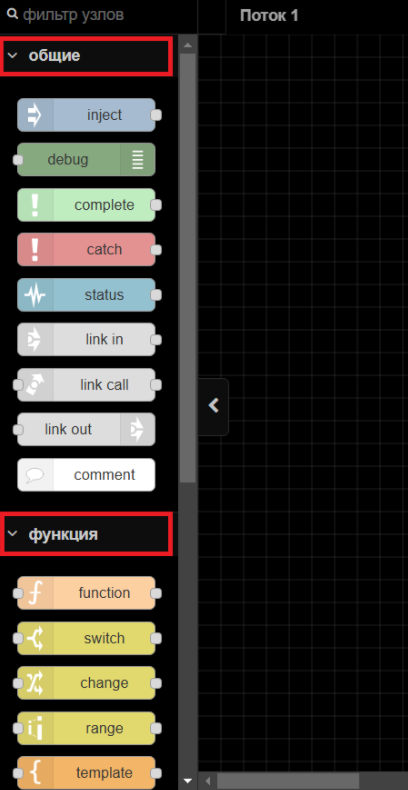 фильтр узлов
Поток 1
общие
inject
debug
complete
catch
status
link in
link call
link out
comment
функция
function
switch
change
range
template